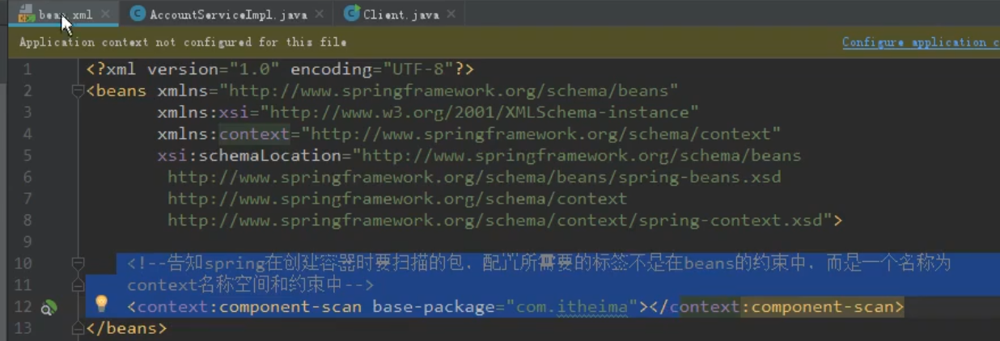 bean.xml AccountServiceImpl.java Client.java
Application context not configured for this file Configure application c
1 <?xml version="1.0" encoding="UTF-8"?>
2 <beans xmlns="http://www.springframework.org/schema/beans"
3 xmlns:xsi="http://www.w3.org/2001/XMLSchema-instance"
4 xmlns:context="http://www.springframework.org/schema/context"
5 xsi:schemaLocation="http://www.springframework.org/schema/beans
6 http://www.springframework.org/schema/beans/spring-beans.xsd
7 http://www.springframework.org/schema/context
8 http://www.springframework.org/schema/context/spring-context.xsd">
9
10 <!--告知spring在创建容器时要扫描的包，配置所需要的标签不是在beans的约束中，而是一个名称为
11 context名称空间和约束中-->
12 <context:component-scan base-package="com.itheima"></context:component-scan>
13 </beans>